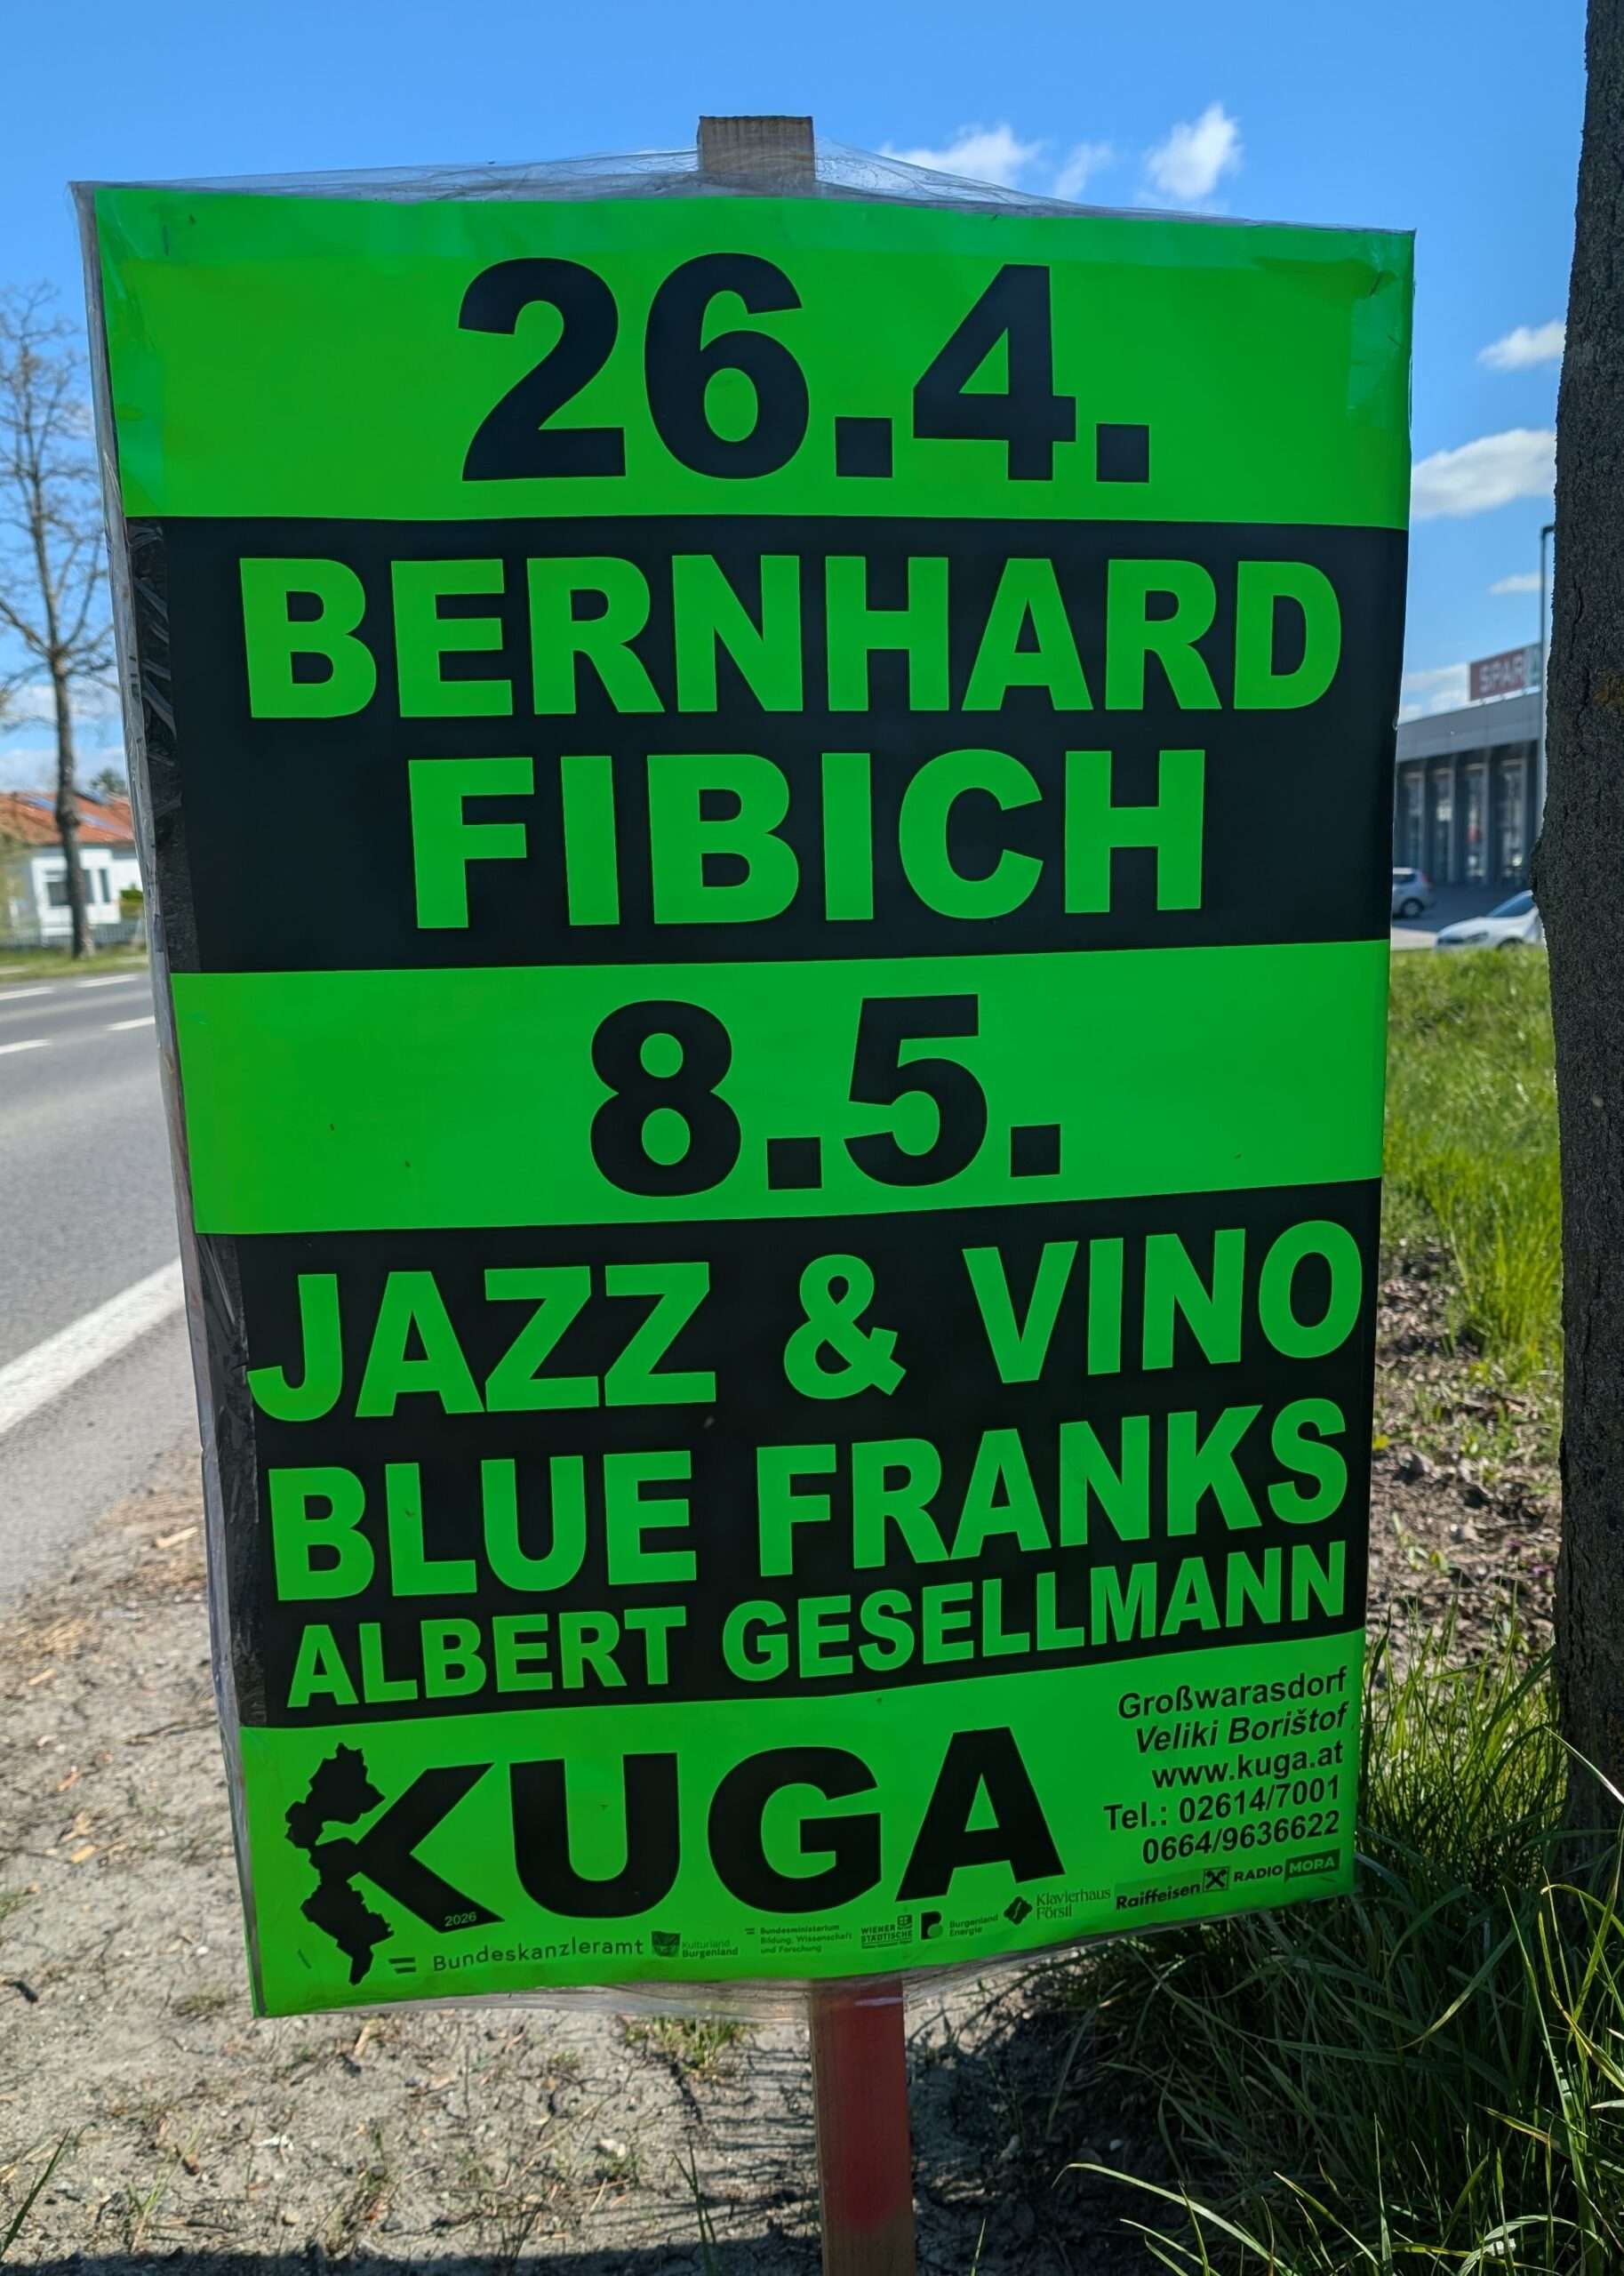 26.4.
BERNHARD
FIBICH
8.5.
JAZZ & VINO
BLUE FRANKS
ALBERT GESELLMANN
KUGA
2026
Großwarasdorf
Veliki Borištof
www.kuga.at
Tel.: 02614/7001
0664/9636622
Bundeskanzleramt
Kulturland
Burgenland
Bundesministerium
Bildung, Wissenschaft
und Forschung
WIENER
STÄDTISCHE
Burgenland
Energie
Klavierhaus
Förstl
Raiffeisen
RADIO MORA
SPAR